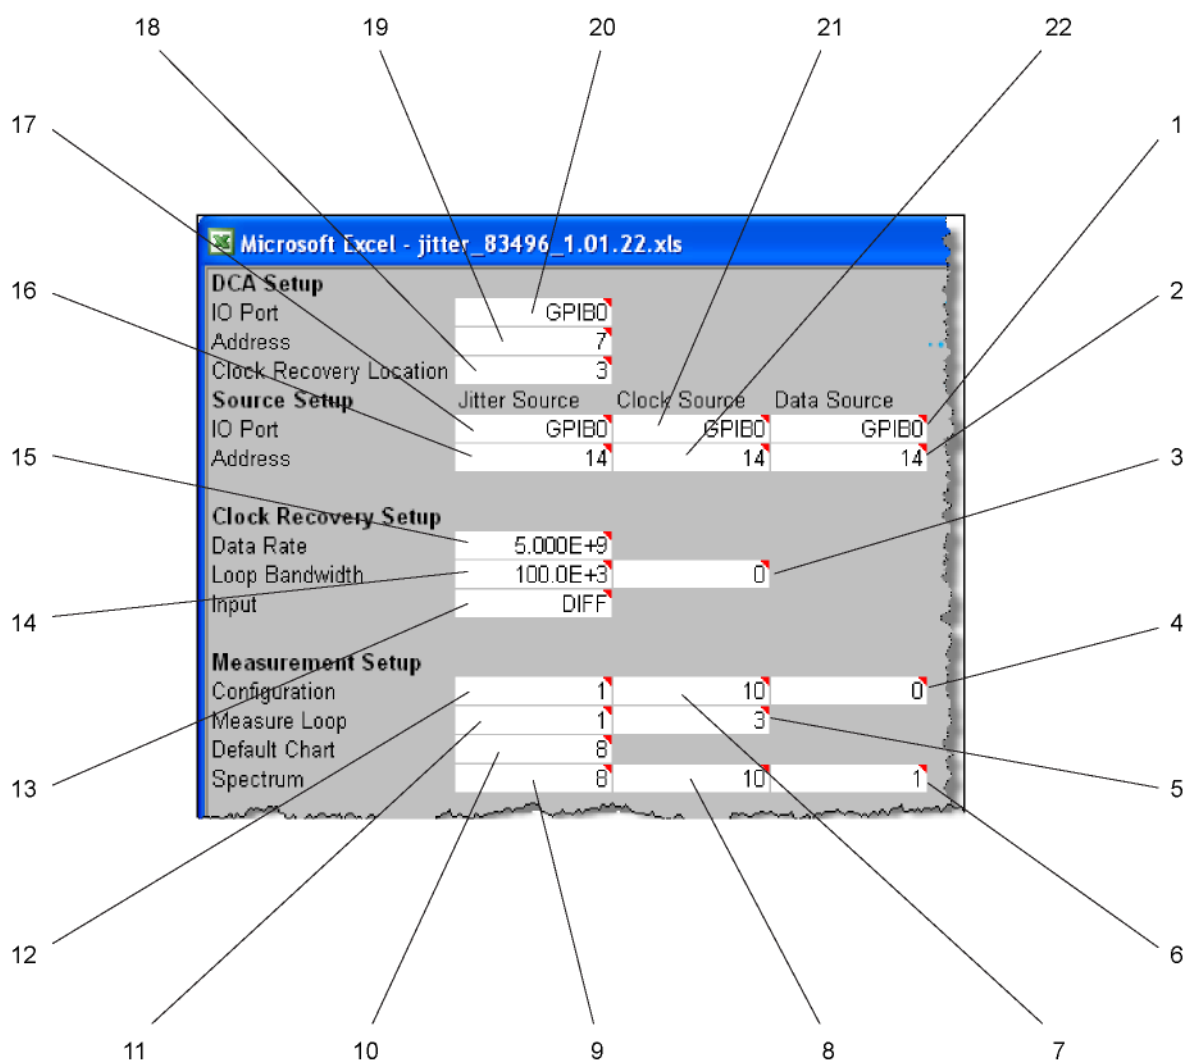 18 19 20 21 22
17 1
Microsoft Excel - jitter_83496_1.01.22.xls
DCA Setup
16 2
IO Port GPIB0
Address 7
Clock Recovery Location 3
Source Setup Jitter Source Clock Source Data Source
IO Port GPIB0 GPIB0 GPIB0
Address 14 14 14
15 3
Clock Recovery Setup
Data Rate 5.000E+9
Loop Bandwidth 100.0E+3 0
Input DIFF
14 4
Measurement Setup
Configuration 1 10 0
Measure Loop 1 3
Default Chart 8
Spectrum 8 10 1
13 5
12 6
11 10 9 8 7